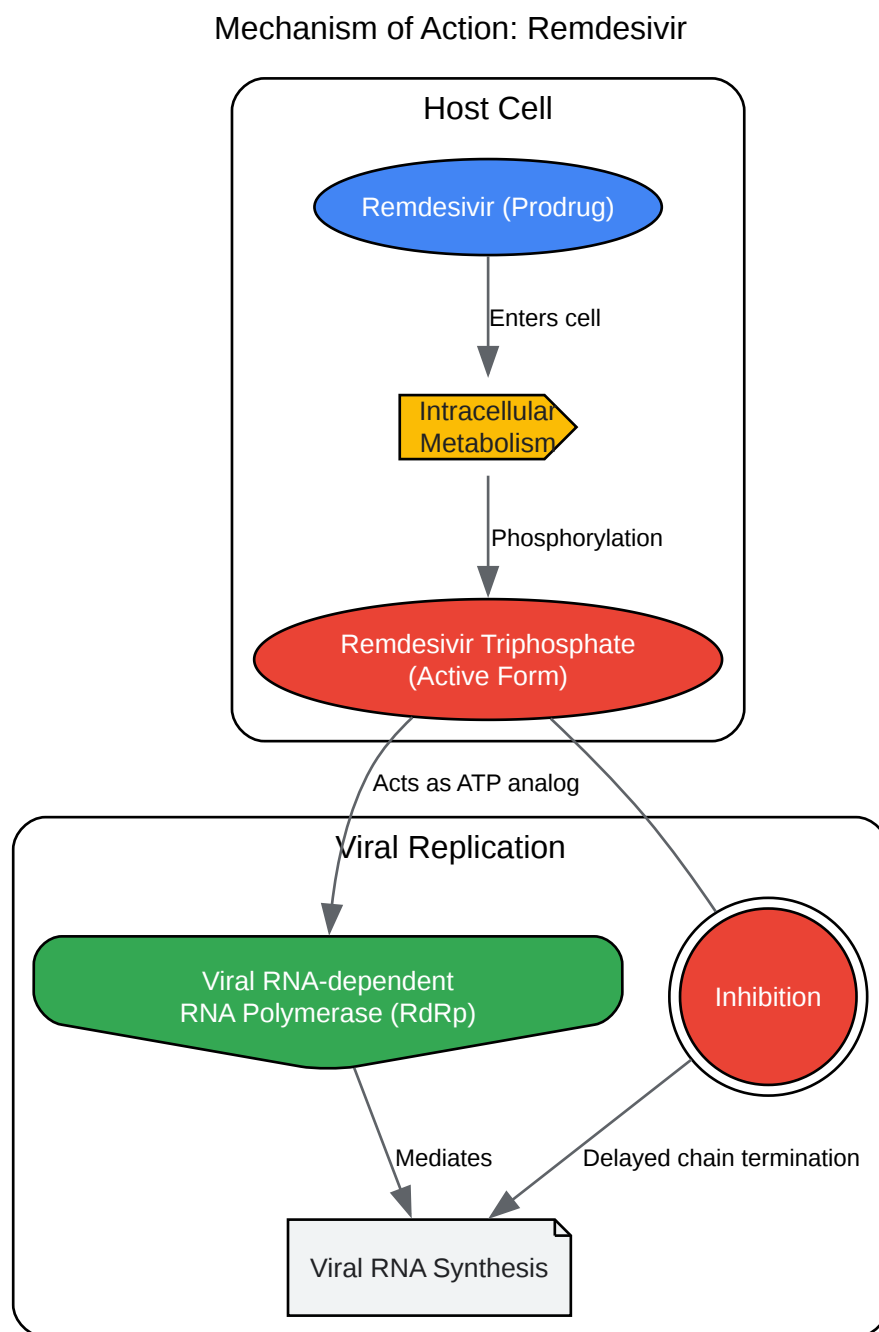 Mechanism of Action: Remdesivir
Host Cell
Remdesivir (Prodrug)
Enters cell
Intracellular
Metabolism
Phosphorylation
Remdesivir Triphosphate
(Active Form)
Acts as ATP analog
Viral Replication
Viral RNA-dependent
RNA Polymerase (RdRp)
Inhibition
Mediates
Delayed chain termination
Viral RNA Synthesis